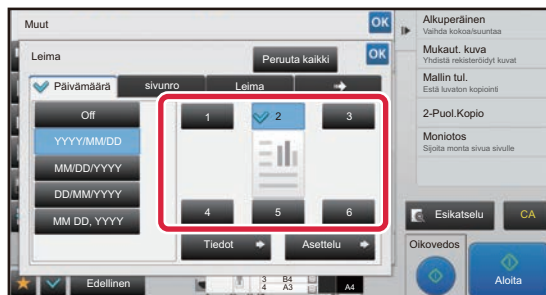 Muut
OK
Leima
Peruuta kaikki
OK
Päivämäärä
sivunro
Leima
Off
YYYY/MM/DD
MM/DD/YYYY
DD/MM/YYYY
MM DD, YYYY
1
2
3
4
5
6
Tiedot
Asettelu
Edellinen
3 B4
4 A3
A4
Alkuperäinen
Vaihda kokoa/suuntaa
Mukaut. kuva
Yhdistä rekisteröidyt kuvat
Mallin tul.
Estä luvaton kopiointi
2-Puol.Kopio
Moniotos
Sijoita monta sivua sivulle
Esikatselu
CA
Oikovedos
Aloita